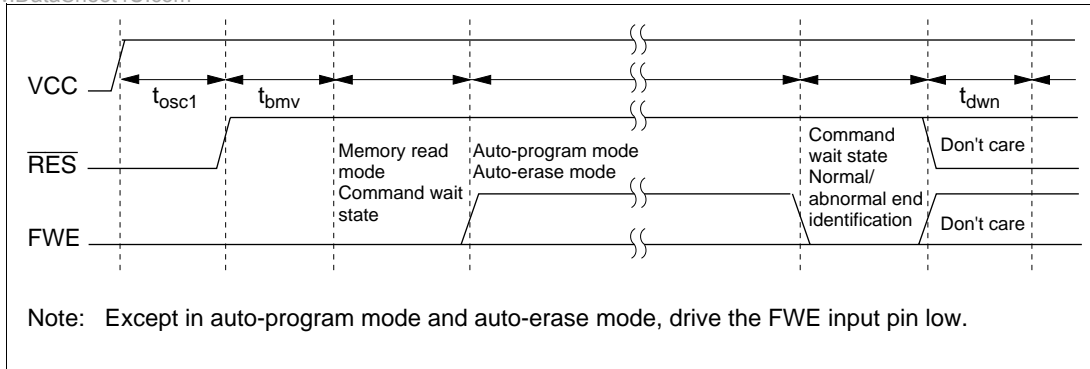 VCC
tosc1
tbmv
tdwn
RES
Memory read
mode
Command wait
state
Auto-program mode
Auto-erase mode
Command
wait state
Normal/
abnormal end
identification
Don't care
FWE
Don't care
Note: Except in auto-program mode and auto-erase mode, drive the FWE input pin low.